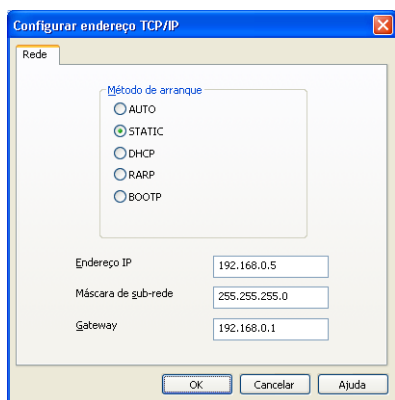 Configurar endereço TCP/IP
Rede
Método de arranque
AUTO
STATIC
DHCP
RARP
BOOTP
Endereço IP 192.168.0.5
Máscara de sub-rede 255.255.255.0
Gateway 192.168.0.1
OK Cancelar Ajuda